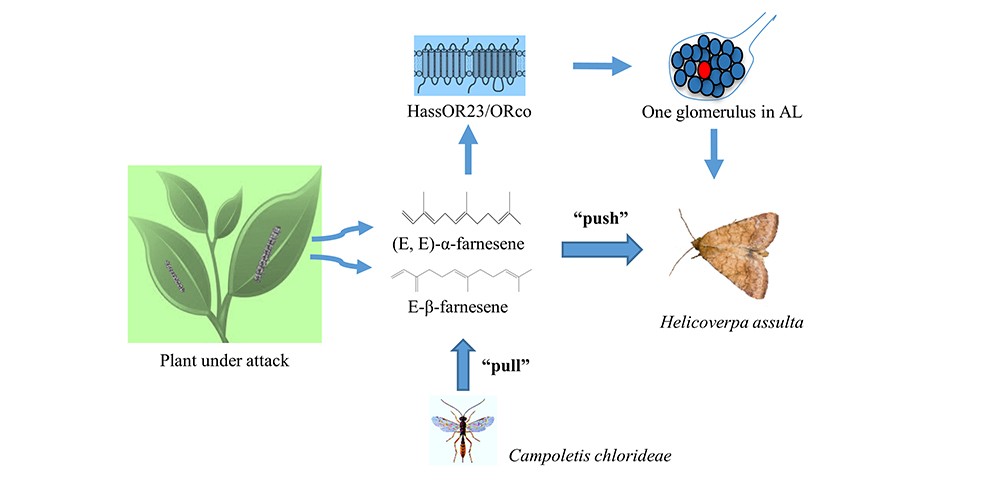 HassOR23/ORco
One glomerulus in AL
(E, E)-α-farnesene
“push”
E-β-farnesene
Helicoverpa assulta
Plant under attack
“pull”
Campoletis chlorideae